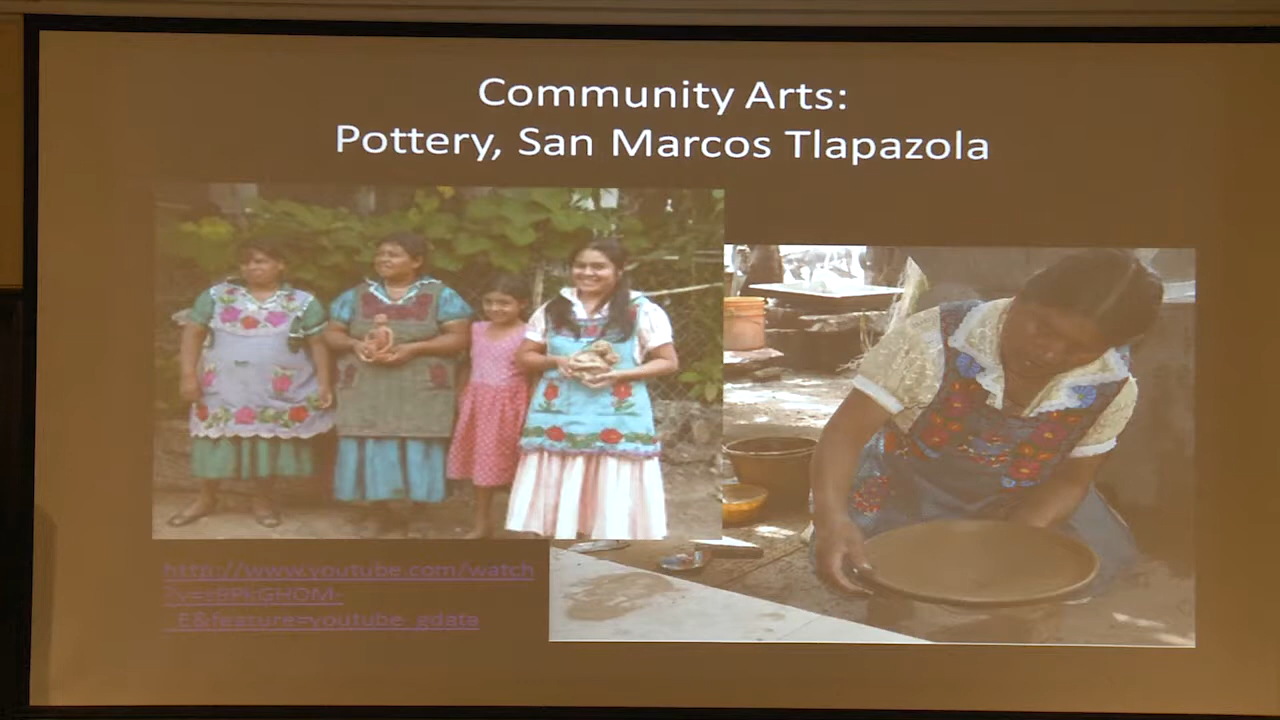 Community Arts:
Pottery, San Marcos Tlapazola
http://www.youtube.com/watch
_E&feature=youtube_gdata